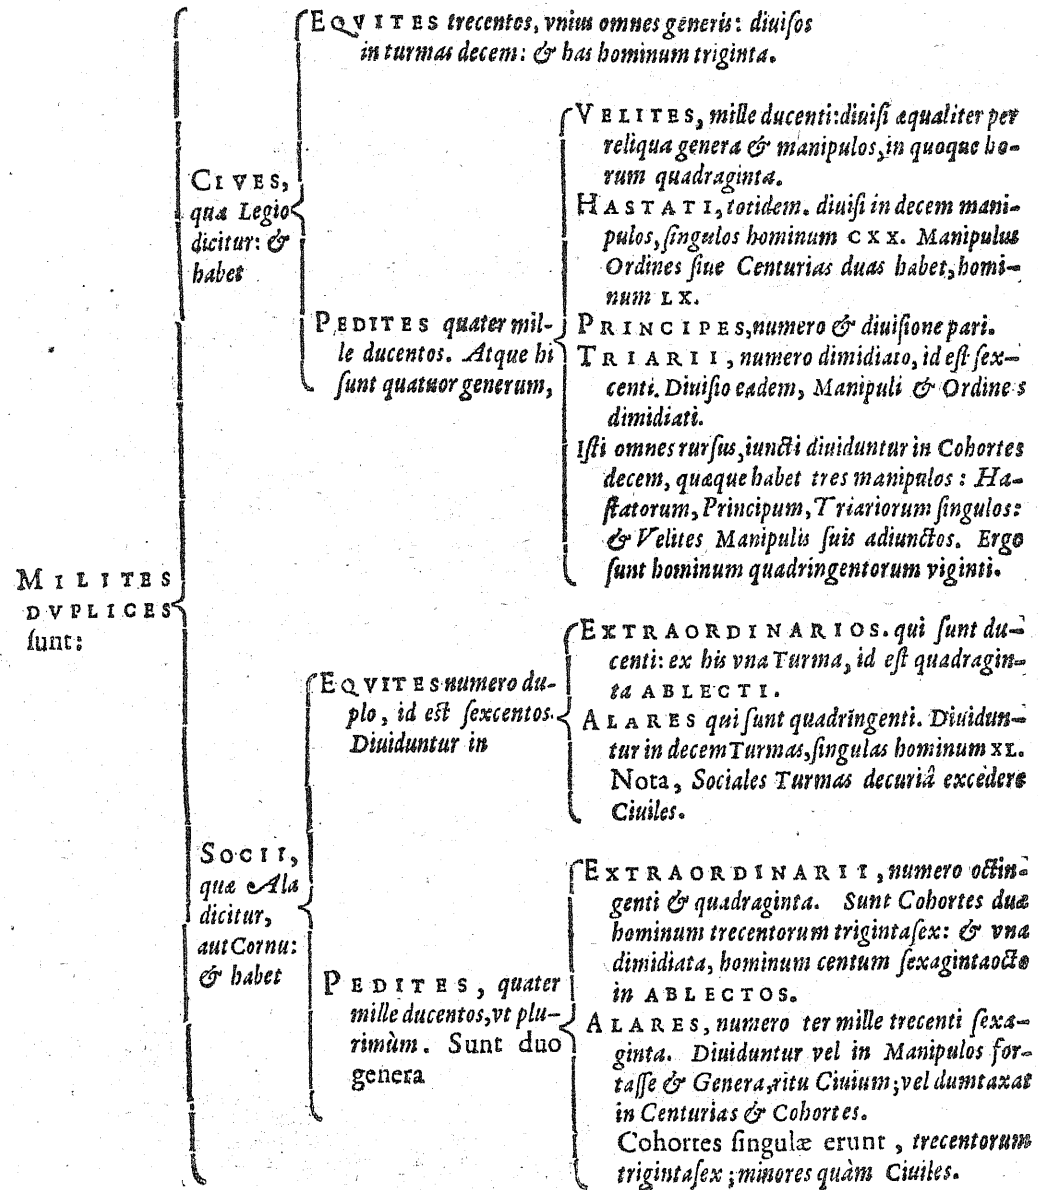 MILITES
DVPLICES
ſunt:
CIVES,
quæ Legio
dicitur: &
habet
EQVITES trecentos, vnius omnes generis: diuiſos
in turmas decem: & has hominum triginta.
PEDITES quater mil-
le ducentos. Atque hi
ſunt quatuor generum,
VELITES, mille ducenti: diuiſi æqualiter per
reliqua genera & manipulos, in quoque ho-
rum quadraginta.
HASTATI, totidem. diuiſi in decem mani-
pulos, ſingulos hominum CXX. Manipulus
Ordines ſiue Centurias duas habet, homi-
num LX.
PRINCIPES, numero & diuiſione pari.
TRIARII, numero dimidiato, id eſt ſex-
centi. Diuiſio eadem, Manipuli & Ordines
dimidiati.
Iſti omnes rurſus, iuncti diuiduntur in Cohortes
decem, quæque habet tres manipulos: Ha-
ſtatorum, Principum, Triariorum ſingulos:
& Velites Manipulis ſuis adiunctos. Ergo
ſunt hominum quadringentorum viginti.
SOCII,
quæ Ala
dicitur,
aut Cornu:
& habet
EQVITES numero du-
plo, id eſt ſexcentos.
Diuiduntur in
EXTRAORDINARIOS. qui ſunt du-
centi: ex his vna Turma, id eſt quadragin-
ta ABLECTI.
ALARES qui ſunt quadringenti. Diuidun-
tur in decem Turmas, ſingulas hominum XL.
Nota, Sociales Turmas decuriâ excedere
Ciuiles.
PEDITES, quater
mille ducentos, vt plu-
rimùm. Sunt duo
genera
EXTRAORDINARII, numero octin-
genti & quadraginta. Sunt Cohortes duæ
hominum trecentorum trigintaſex: & vna
dimidiata, hominum centum ſexagintaocto
in ABLECTOS.
ALARES, numero ter mille trecenti ſexa-
ginta. Diuiduntur vel in Manipulos for-
taſſe & Genera, ritu Ciuium; vel dumtaxat
in Centurias & Cohortes.
Cohortes ſingulæ erunt, trecentorum
trigintaſex; minores quàm Ciuiles.